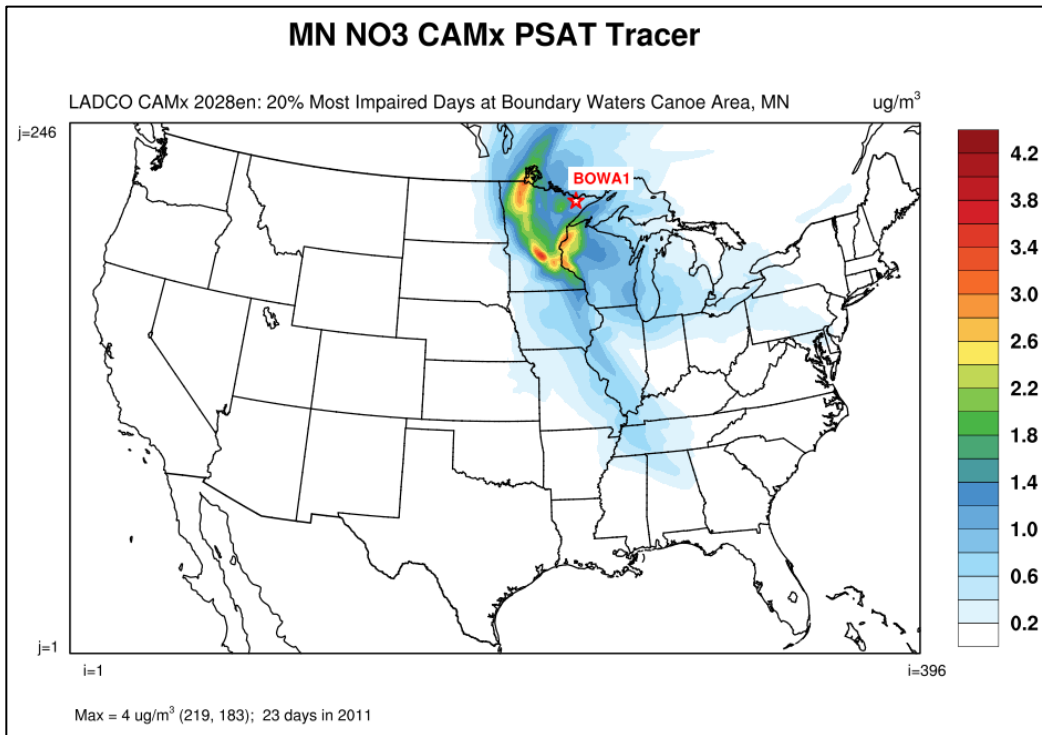 MN NO3 CAMx PSAT Tracer
LADCO CAMx 2028en: 20% Most Impaired Days at Boundary Waters Canoe Area, MN ug/m³
j=246
BOWA1
4.2
3.8
3.4
3.0
2.6
2.2
1.8
1.4
1.0
0.6
0.2
j=1
i=1 i=396
Max = 4 ug/m³ (219, 183); 23 days in 2011